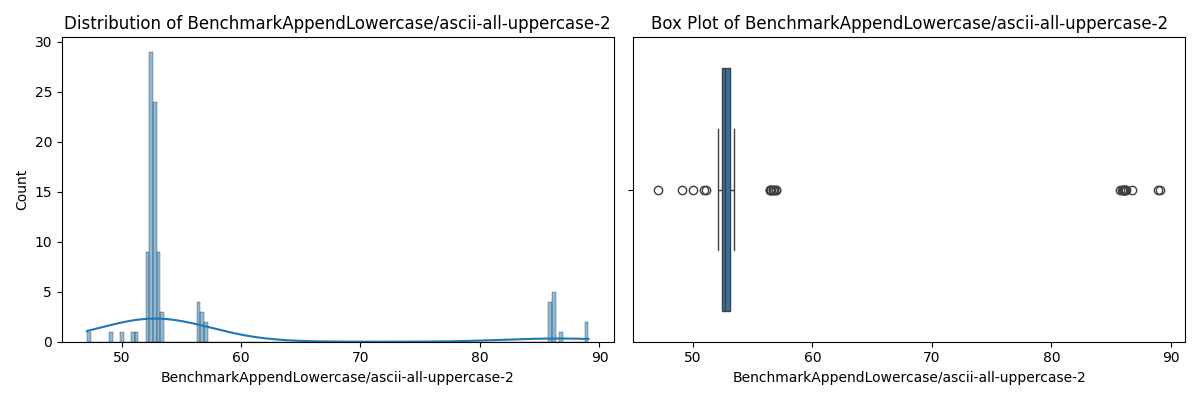 Distribution of BenchmarkAppendLowercase/ascii-all-uppercase-2
30
25
20
15
10
5
0
Count
50 60 70 80 90
BenchmarkAppendLowercase/ascii-all-uppercase-2
Box Plot of BenchmarkAppendLowercase/ascii-all-uppercase-2
50 60 70 80 90
BenchmarkAppendLowercase/ascii-all-uppercase-2